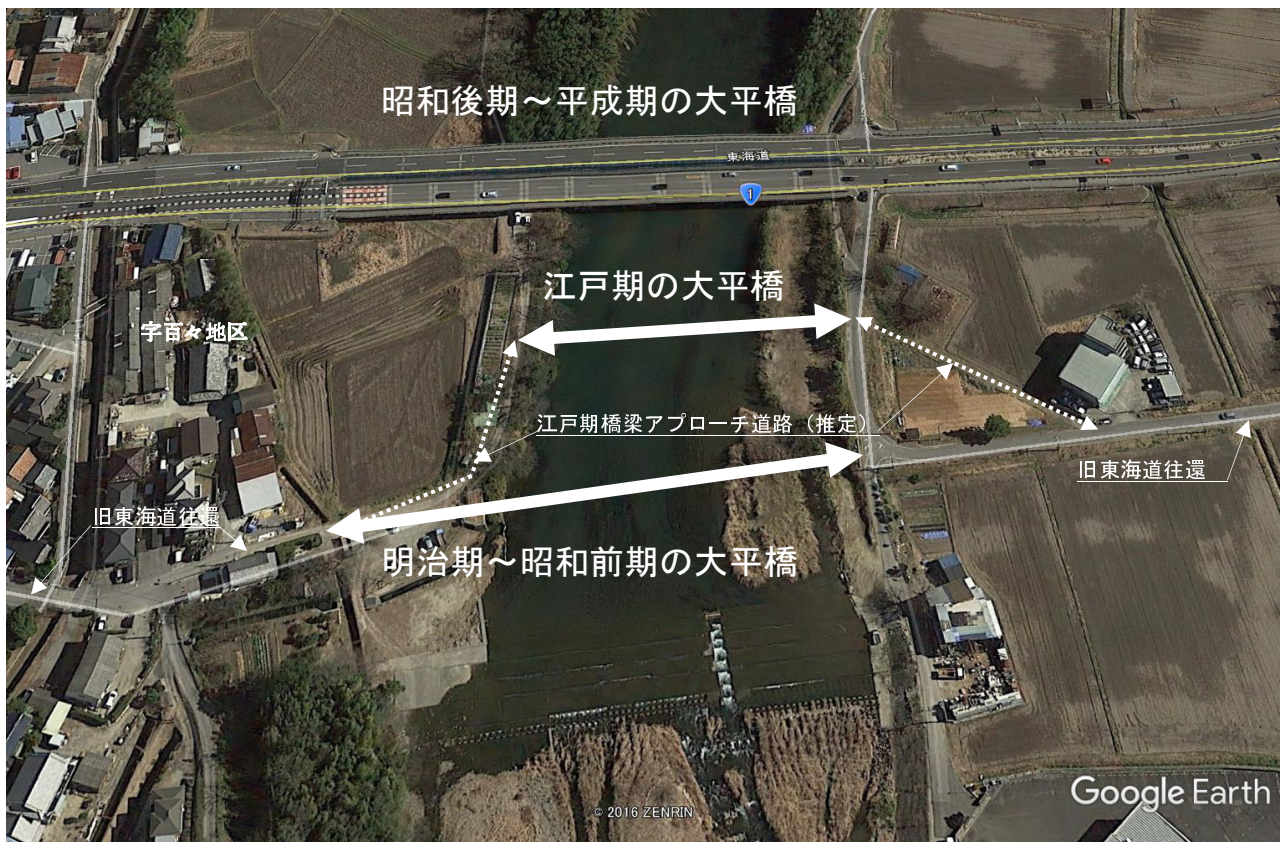 昭和後期～平成期の大平橋
東海道
1
江戸期の大平橋
字百々地区
江戸期橋梁アプローチ道路（推定）
旧東海道往還
旧東海道往還
明治期～昭和前期の大平橋
Google Earth
© 2016 ZENRIN